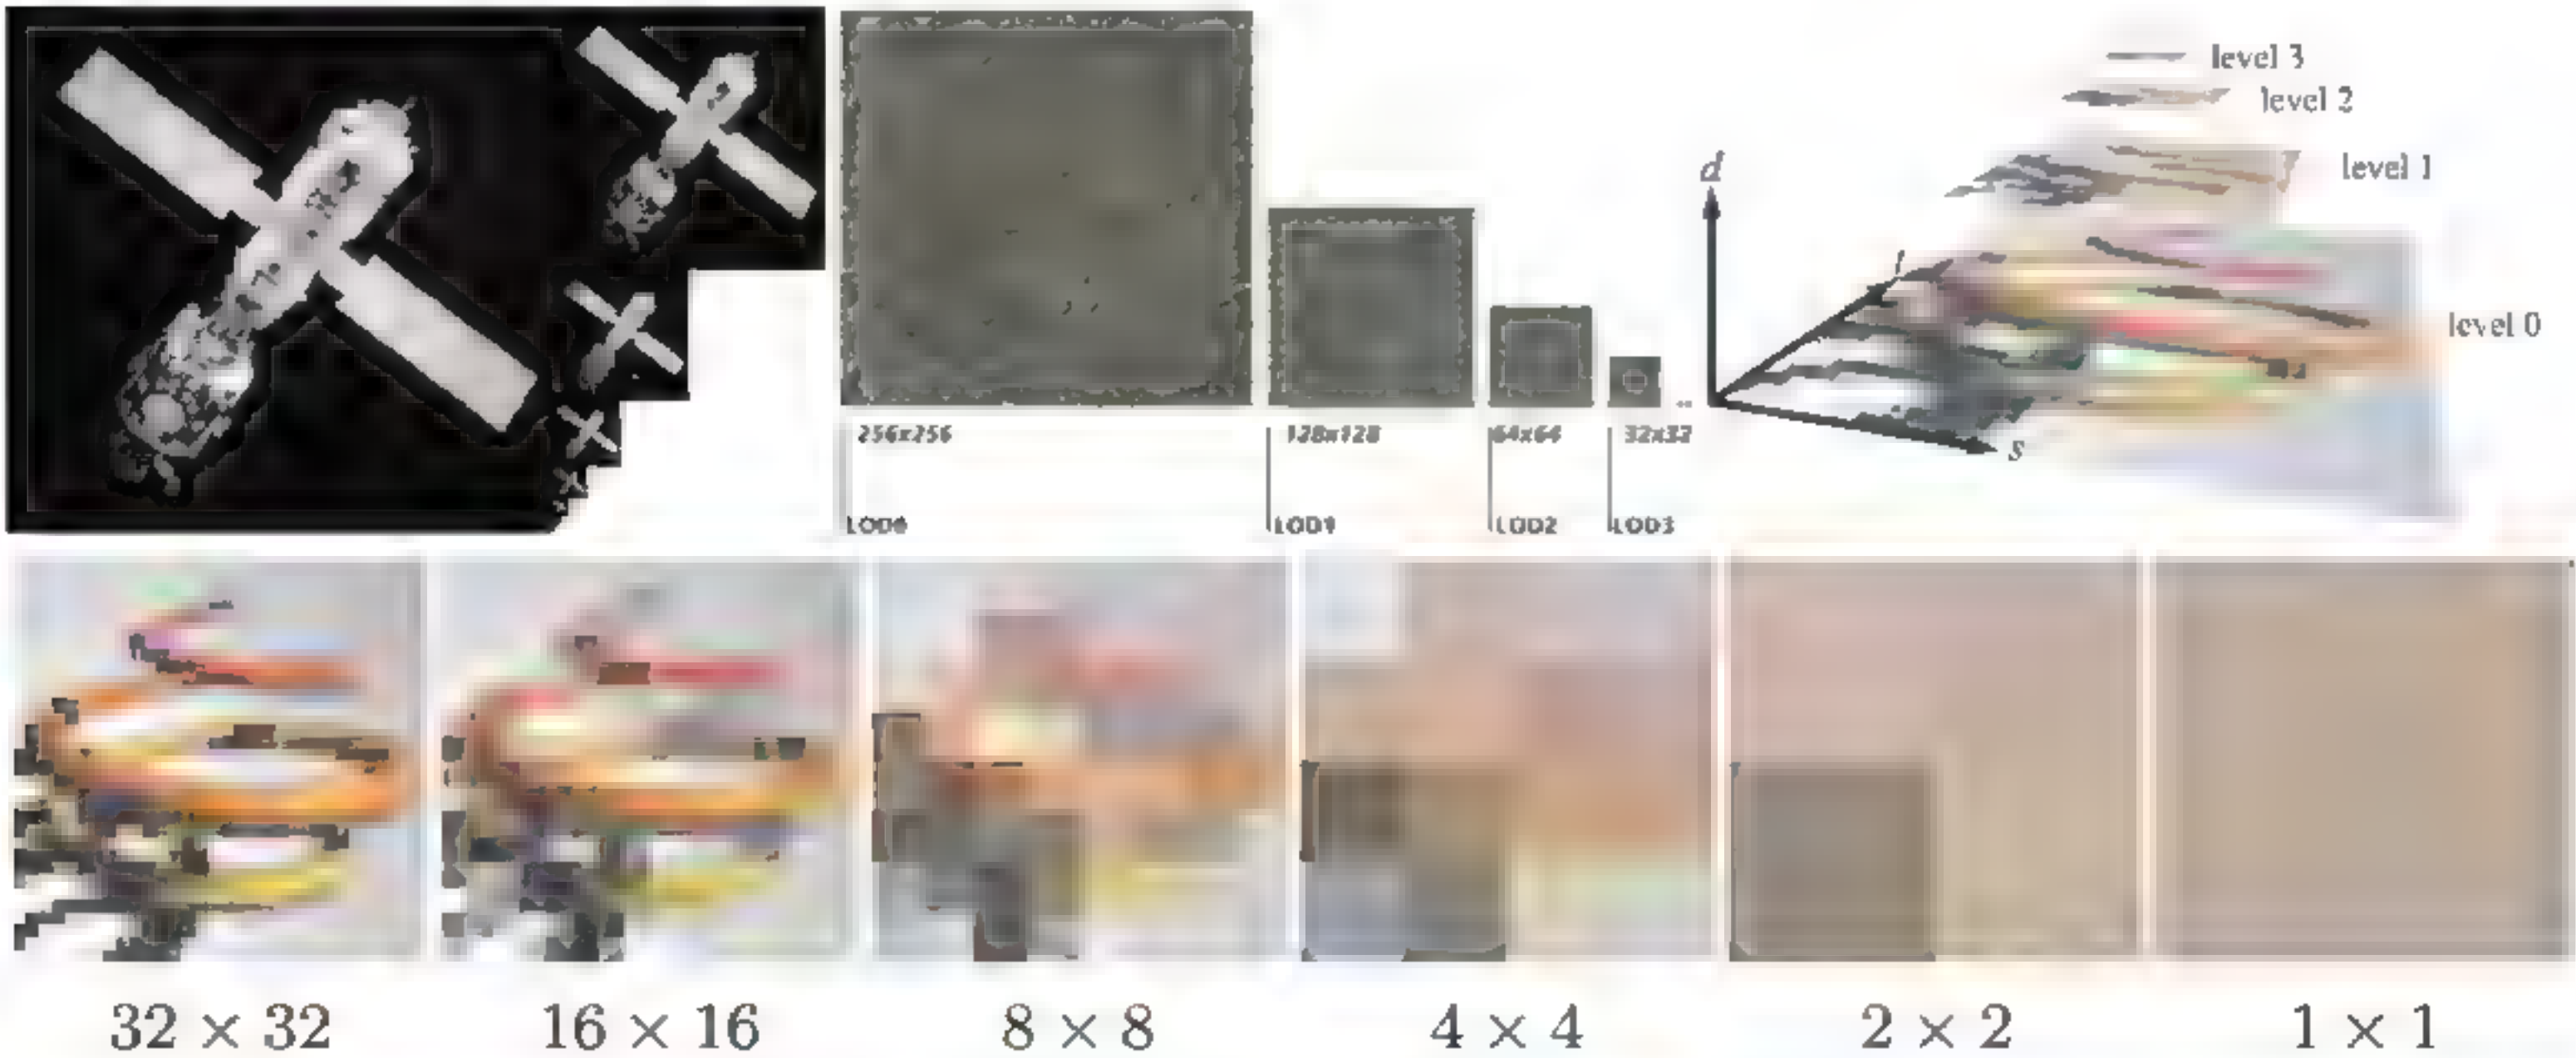 level 3
level 2
level 1
d
t
level 0
s
256x256
128x128
64x64
32x32
LOD0
LOD1
LOD2
LOD3
32 × 32
16 × 16
8 × 8
4 × 4
2 × 2
1 × 1